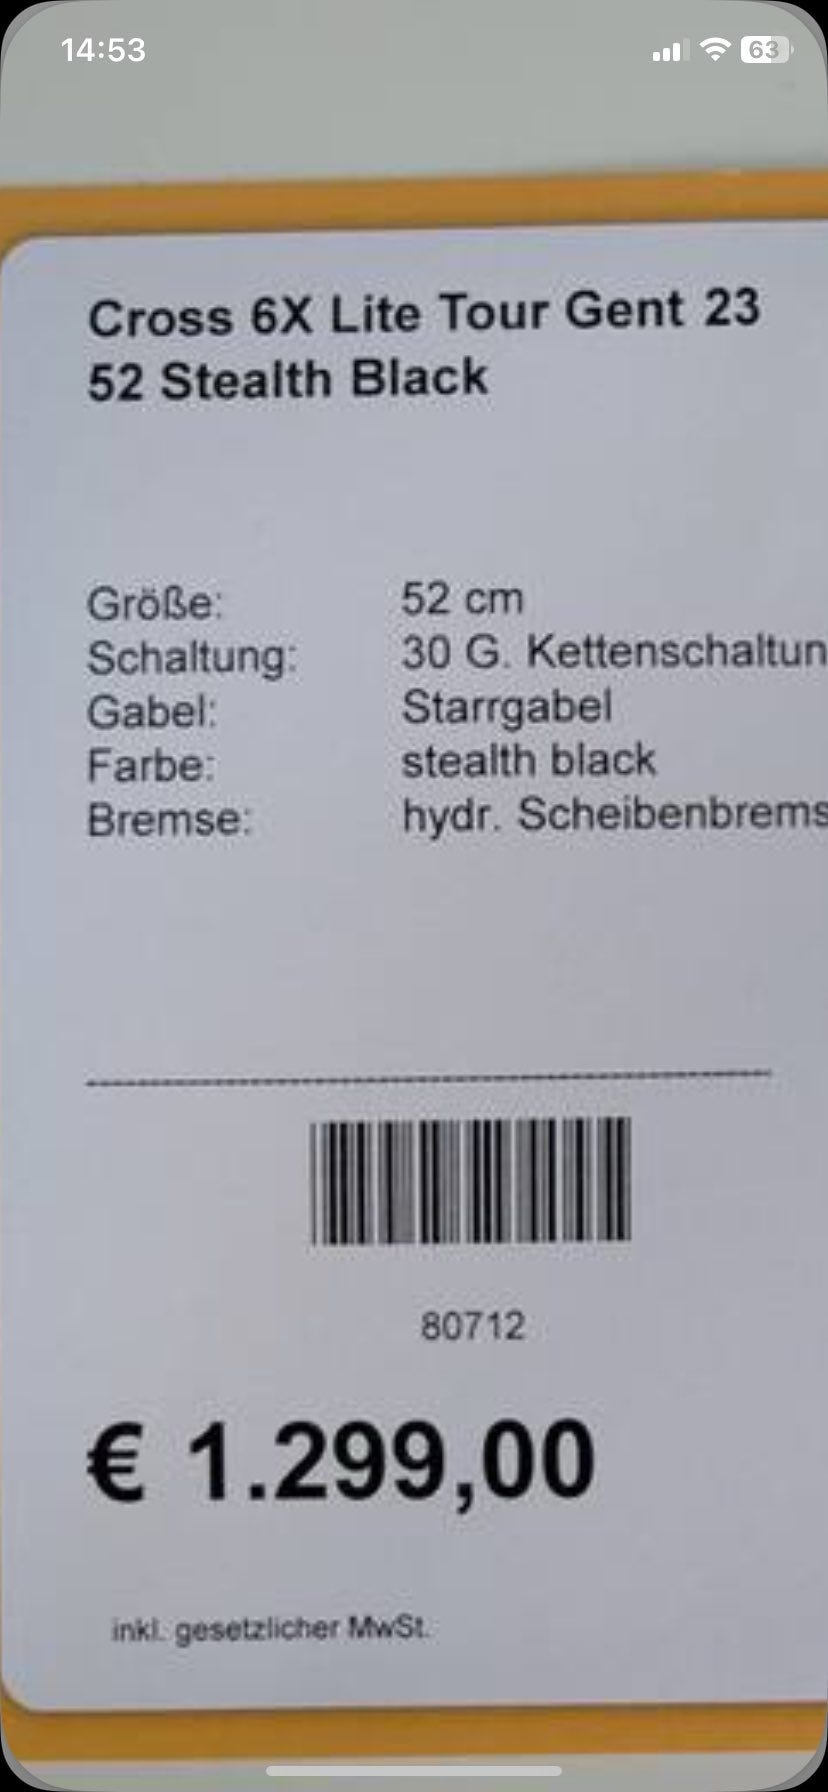 14:53
63
Cross 6X Lite Tour Gent 23
52 Stealth Black
Größe: 52 cm
Schaltung: 30 G. Kettenschaltun
Gabel: Starrgabel
Farbe: stealth black
Bremse: hydr. Scheibenbrems
80712
€ 1.299,00
inkl. gesetzlicher MwSt.